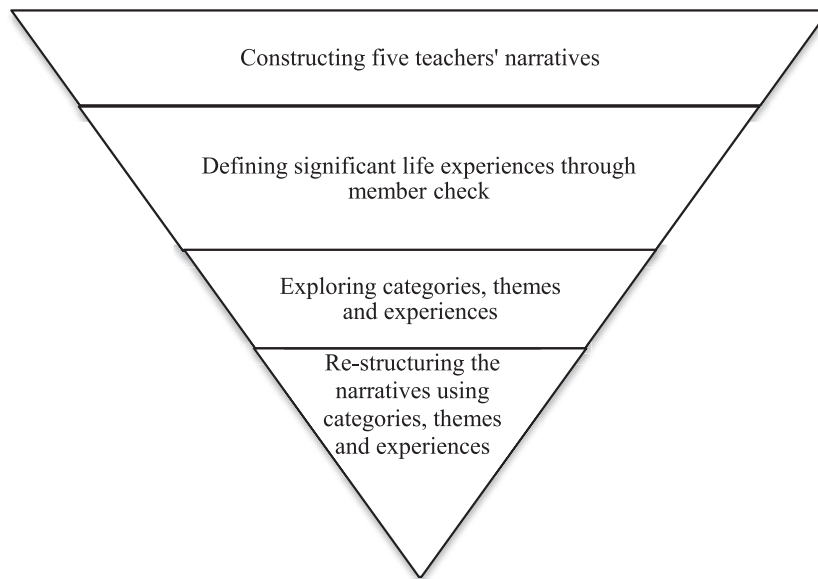 Constructing five teachers' narratives
Defining significant life experiences through
member check
Exploring categories, themes
and experiences
Re-structuring the
narratives using
categories, themes
and experiences